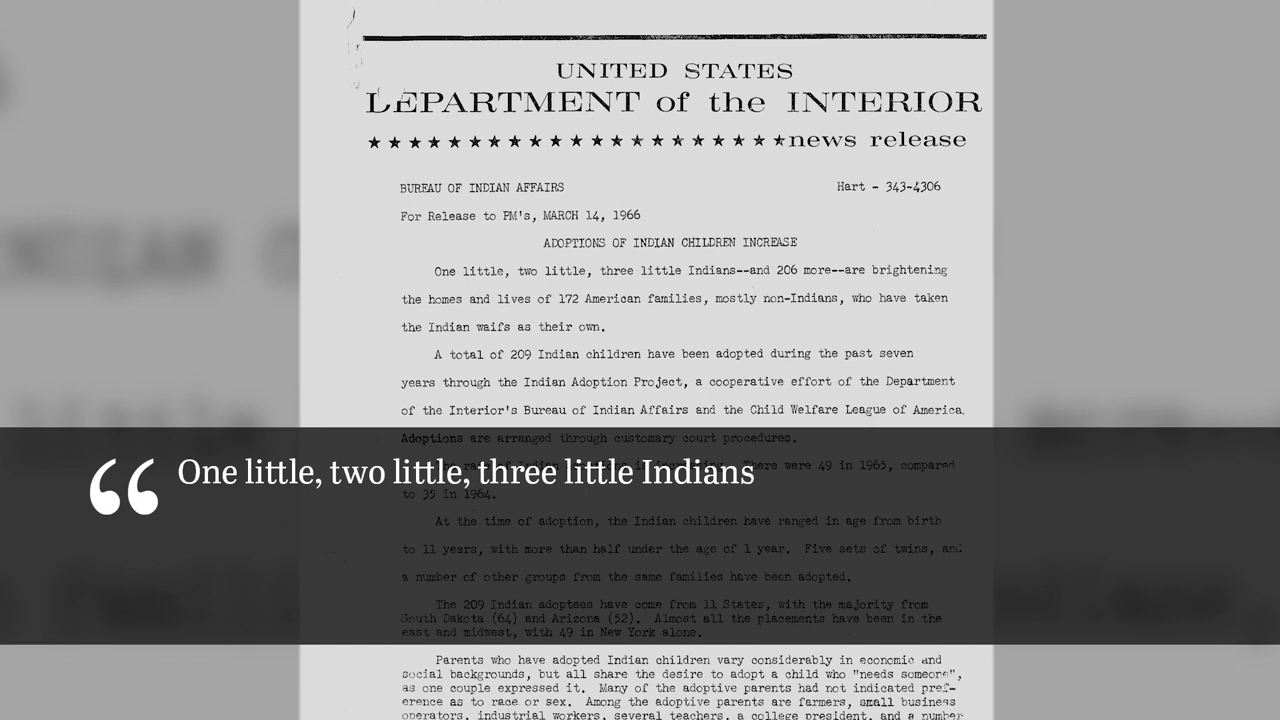 UNITED STATES
DEPARTMENT of the INTERIOR
news release
BUREAU OF INDIAN AFFAIRS
Hart - 343-4306
For Release to PM's, MARCH 14, 1966
ADOPTIONS OF INDIAN CHILDREN INCREASE
One little, two little, three little Indians--and 206 more--are brightening
the homes and lives of 172 American families, mostly non-Indians, who have taken
the Indian waifs as their own.
A total of 209 Indian children have been adopted during the past seven
years through the Indian Adoption Project, a cooperative effort of the Department
of the Interior's Bureau of Indian Affairs and the Child Welfare League of America.
Adoptions are arranged through customary court procedures.
“One little, two little, three little Indians
There were 49 in 1965, compared
to 35 in 1964.
At the time of adoption, the Indian children have ranged in age from birth
to 11 years, with more than half under the age of 1 year. Five sets of twins, and
a number of other groups from the same families have been adopted.
The 209 Indian adoptees have come from 11 States, with the majority from
South Dakota (64) and Arizona (52). Almost all the placements have been in the
east and midwest, with 49 in New York alone.
Parents who have adopted Indian children vary considerably in economic and
social backgrounds, but all share the desire to adopt a child who "needs someone",
as one couple expressed it. Many of the adoptive parents had not indicated pref-
erence as to race or sex. Among the adoptive parents are farmers, small business
operators, industrial workers, several teachers, a college president, and a number